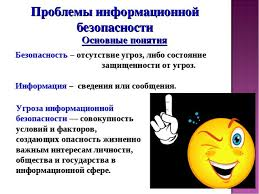 Проблемы информационной
безопасности
Основные понятия
Безопасность – отсутствие угроз, либо состояние
защищенности от угроз.
Информация – сведения или сообщения.
Угроза информационной
безопасности — совокупность
условий и факторов,
создающих опасность жизненно
важным интересам личности,
общества и государства в
информационной сфере.